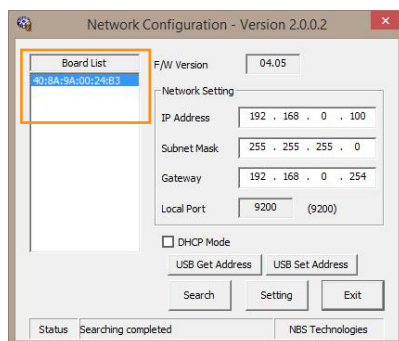 Network Configuration - Version 2.0.0.2
Board List
40:8A:9A:00:24:B3
F/W Version 04.05
Network Setting
IP Address 192 . 168 . 0 . 100
Subnet Mask 255 . 255 . 255 . 0
Gateway 192 . 168 . 0 . 254
Local Port 9200 (9200)
DHCP Mode
USB Get Address USB Set Address
Search Setting Exit
Status Searching completed NBS Technologies